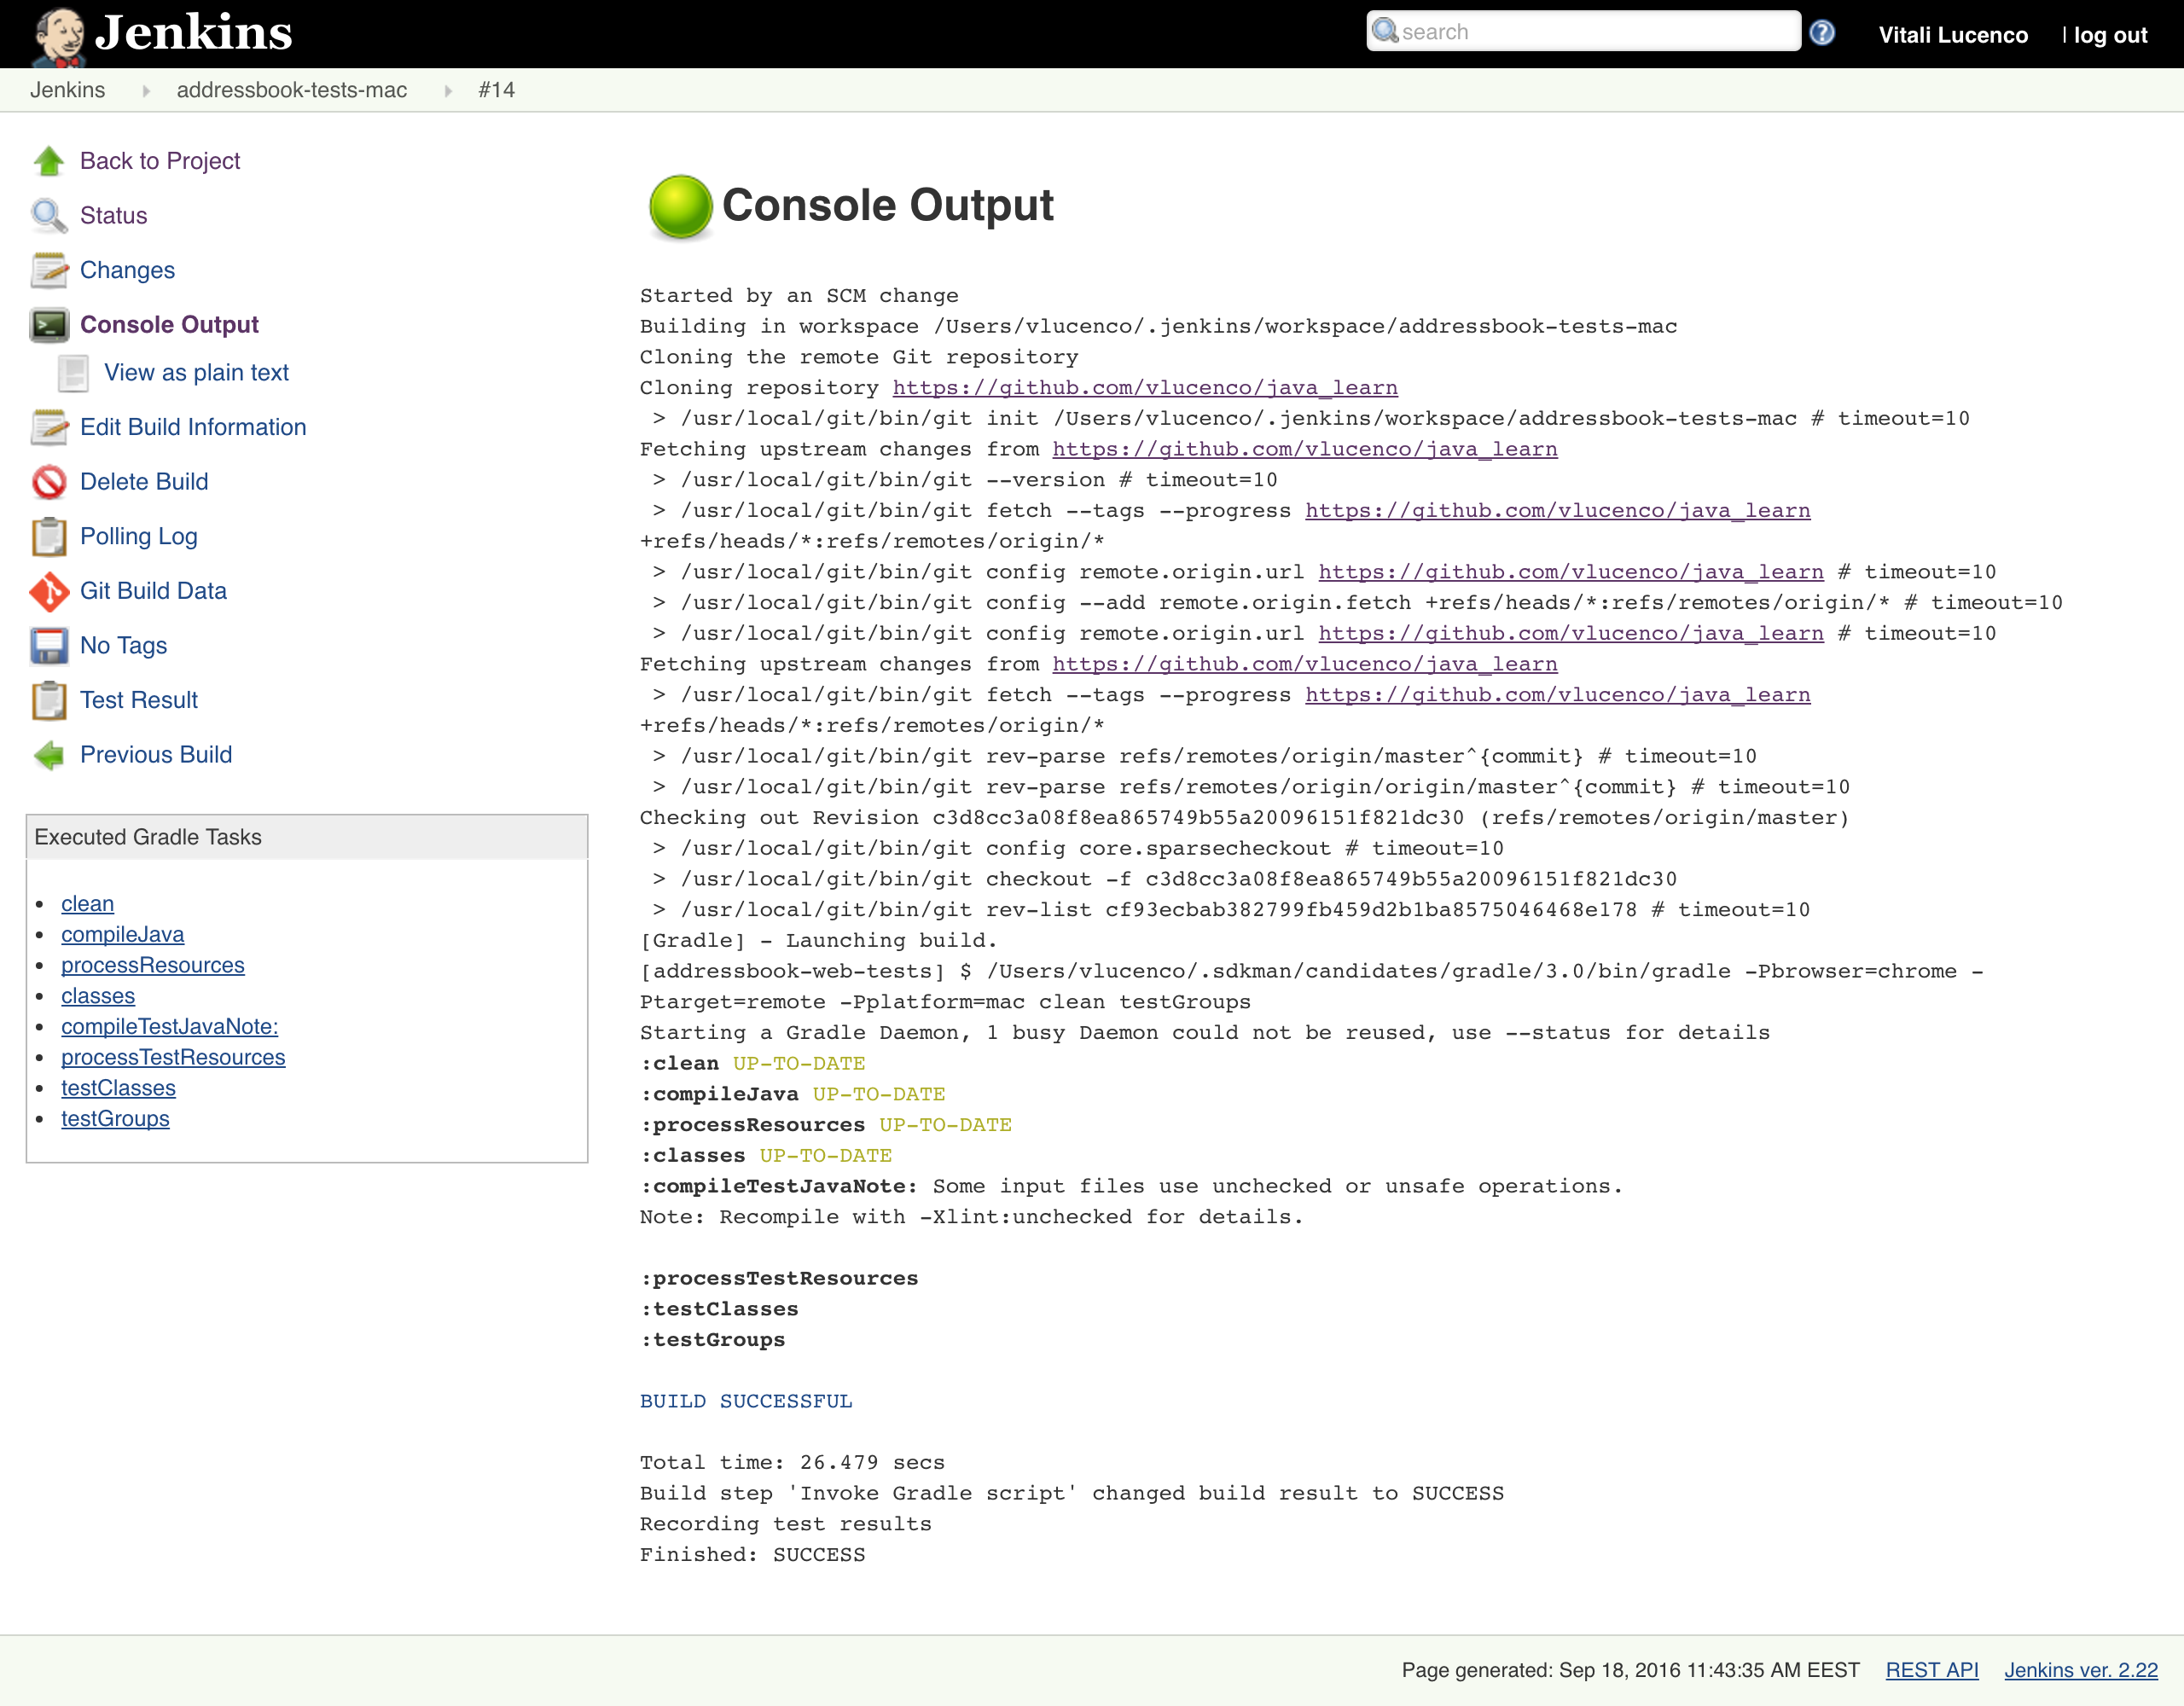 Jenkins
search
Vitali Lucenco
| log out
Jenkins
addressbook-tests-mac
#14
Back to Project
Status
Changes
Console Output
View as plain text
Edit Build Information
Delete Build
Polling Log
Git Build Data
No Tags
Test Result
Previous Build
Executed Gradle Tasks
clean
compileJava
processResources
classes
compileTestJavaNote:
processTestResources
testClasses
testGroups
Console Output
Started by an SCM change
Building in workspace /Users/vlucenco/.jenkins/workspace/addressbook-tests-mac
Cloning the remote Git repository
Cloning repository https://github.com/vlucenco/java_learn
 > /usr/local/git/bin/git init /Users/vlucenco/.jenkins/workspace/addressbook-tests-mac # timeout=10
Fetching upstream changes from https://github.com/vlucenco/java_learn
 > /usr/local/git/bin/git --version # timeout=10
 > /usr/local/git/bin/git fetch --tags --progress https://github.com/vlucenco/java_learn
+refs/heads/*:refs/remotes/origin/*
 > /usr/local/git/bin/git config remote.origin.url https://github.com/vlucenco/java_learn # timeout=10
 > /usr/local/git/bin/git config --add remote.origin.fetch +refs/heads/*:refs/remotes/origin/* # timeout=10
 > /usr/local/git/bin/git config remote.origin.url https://github.com/vlucenco/java_learn # timeout=10
Fetching upstream changes from https://github.com/vlucenco/java_learn
 > /usr/local/git/bin/git fetch --tags --progress https://github.com/vlucenco/java_learn
+refs/heads/*:refs/remotes/origin/*
 > /usr/local/git/bin/git rev-parse refs/remotes/origin/master^{commit} # timeout=10
 > /usr/local/git/bin/git rev-parse refs/remotes/origin/origin/master^{commit} # timeout=10
Checking out Revision c3d8cc3a08f8ea865749b55a20096151f821dc30 (refs/remotes/origin/master)
 > /usr/local/git/bin/git config core.sparsecheckout # timeout=10
 > /usr/local/git/bin/git checkout -f c3d8cc3a08f8ea865749b55a20096151f821dc30
 > /usr/local/git/bin/git rev-list cf93ecbab382799fb459d2b1ba8575046468e178 # timeout=10
[Gradle] - Launching build.
[addressbook-web-tests] $ /Users/vlucenco/.sdkman/candidates/gradle/3.0/bin/gradle -Pbrowser=chrome -
Ptarget=remote -Pplatform=mac clean testGroups
Starting a Gradle Daemon, 1 busy Daemon could not be reused, use --status for details
:clean UP-TO-DATE
:compileJava UP-TO-DATE
:processResources UP-TO-DATE
:classes UP-TO-DATE
:compileTestJavaNote: Some input files use unchecked or unsafe operations.
Note: Recompile with -Xlint:unchecked for details.
:processTestResources
:testClasses
:testGroups
BUILD SUCCESSFUL
Total time: 26.479 secs
Build step 'Invoke Gradle script' changed build result to SUCCESS
Recording test results
Finished: SUCCESS
Page generated: Sep 18, 2016 11:43:35 AM EEST
REST API
Jenkins ver. 2.22